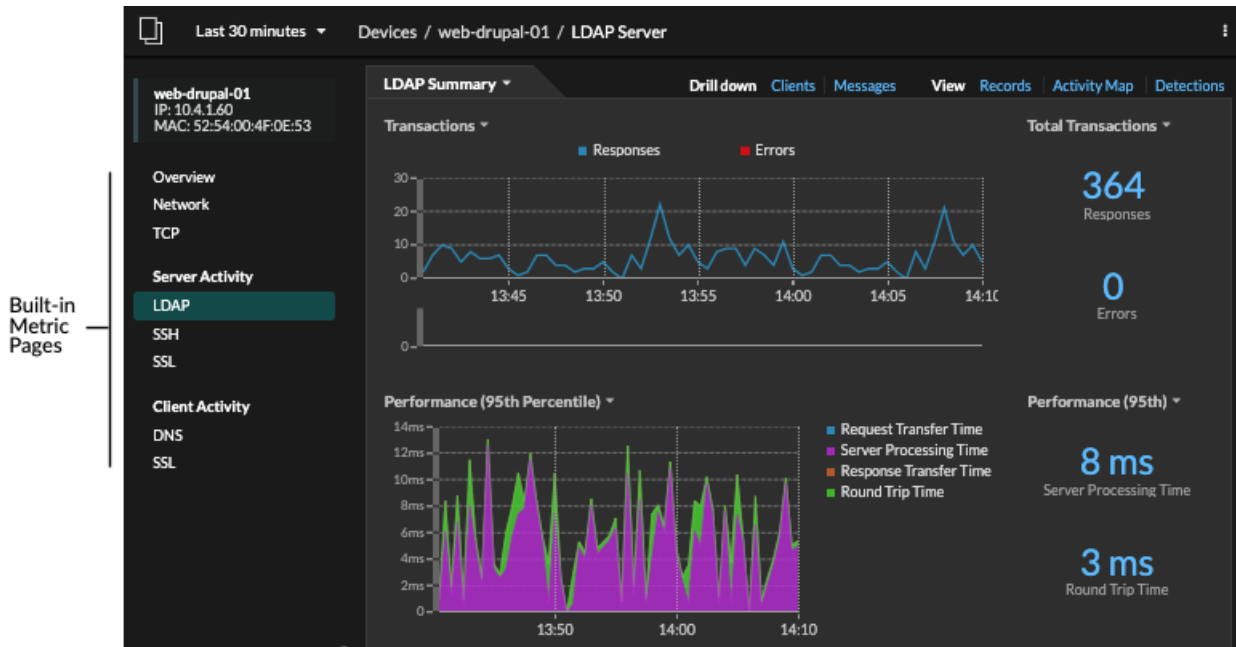 Last 30 minutes
Devices / web-drupal-01 / LDAP Server
web-drupal-01
IP: 10.4.1.60
MAC: 52:54:00:4F:0E:53
Built-in
Metric
Pages
Overview
Network
TCP
Server Activity
LDAP
SSH
SSL
Client Activity
DNS
SSL
LDAP Summary
Drill down Clients Messages View Records Activity Map Detections
Transactions
Responses Errors
30
20
10
0
13:45 13:50 13:55 14:00 14:05 14:10
0
Total Transactions
364
Responses
0
Errors
Performance (95th Percentile)
14ms
12ms
10ms
8ms
6ms
4ms
2ms
0
13:50 14:00 14:10
Request Transfer Time
Server Processing Time
Response Transfer Time
Round Trip Time
Performance (95th)
8 ms
Server Processing Time
3 ms
Round Trip Time